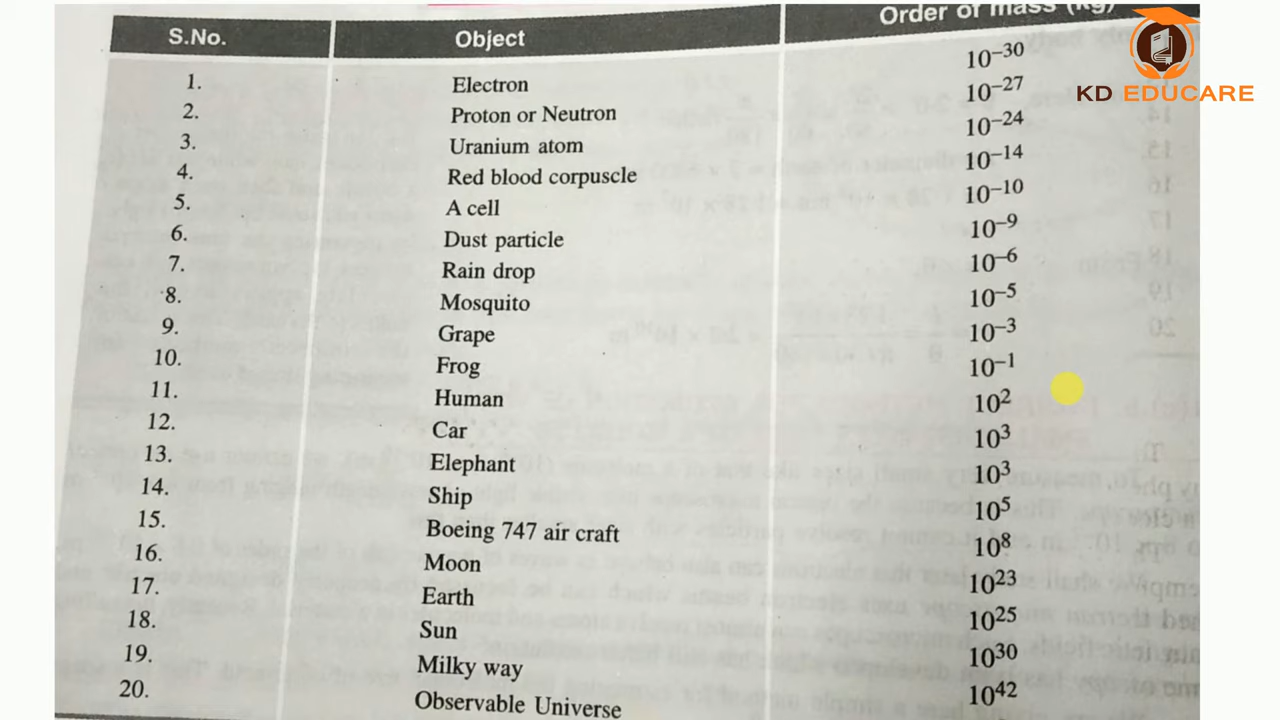 S.No. Object Order of mass (kg)
1. Electron 10⁻³⁰
2. Proton or Neutron 10⁻²⁷
3. Uranium atom 10⁻²⁴
4. Red blood corpuscle 10⁻¹⁴
5. A cell 10⁻¹⁰
6. Dust particle 10⁻⁹
7. Rain drop 10⁻⁶
8. Mosquito 10⁻⁵
9. Grape 10⁻³
10. Frog 10⁻¹
11. Human 10²
12. Car 10³
13. Elephant 10³
14. Ship 10⁵
15. Boeing 747 air craft 10⁸
16. Moon 10²³
17. Earth 10²⁵
18. Sun 10³⁰
19. Milky way 10⁴²
20. Observable Universe
KD EDUCARE